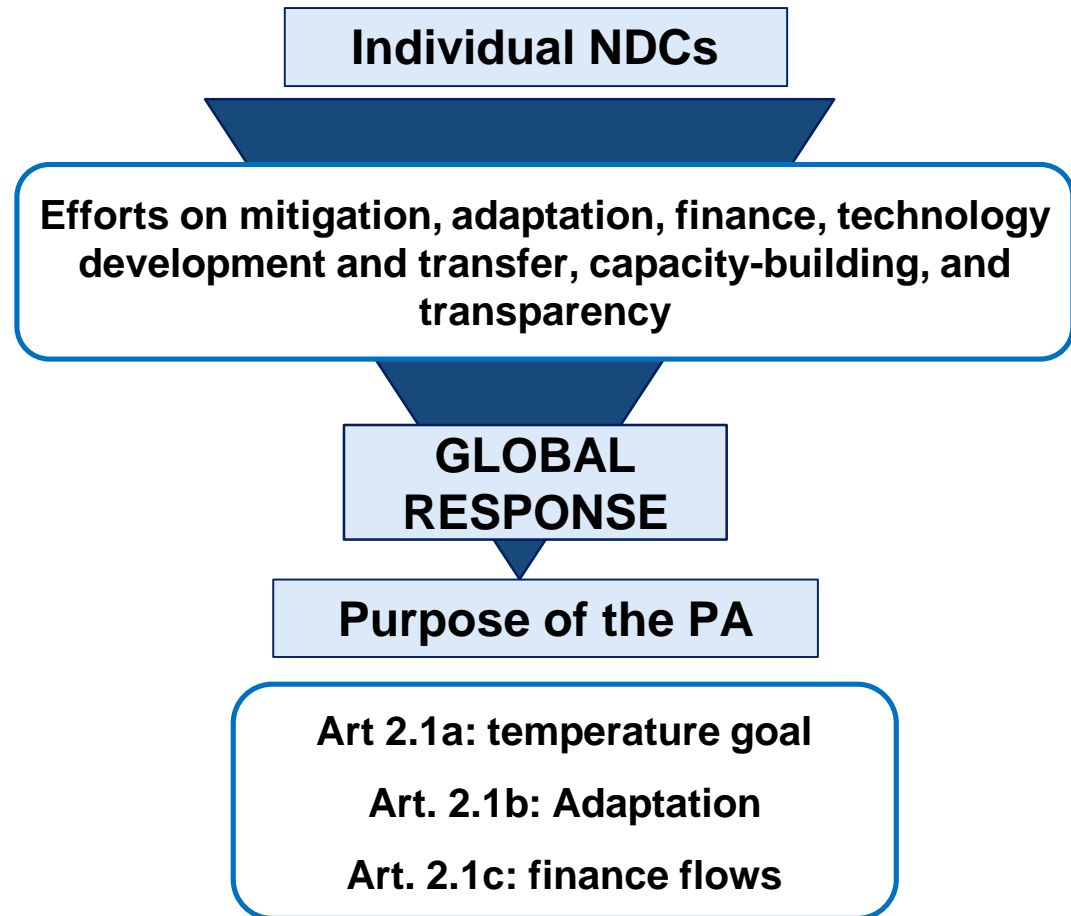 Individual NDCs
Efforts on mitigation, adaptation, finance, technology
development and transfer, capacity-building, and
transparency
GLOBAL
RESPONSE
Purpose of the PA
Art 2.1a: temperature goal
Art. 2.1b: Adaptation
Art. 2.1c: finance flows